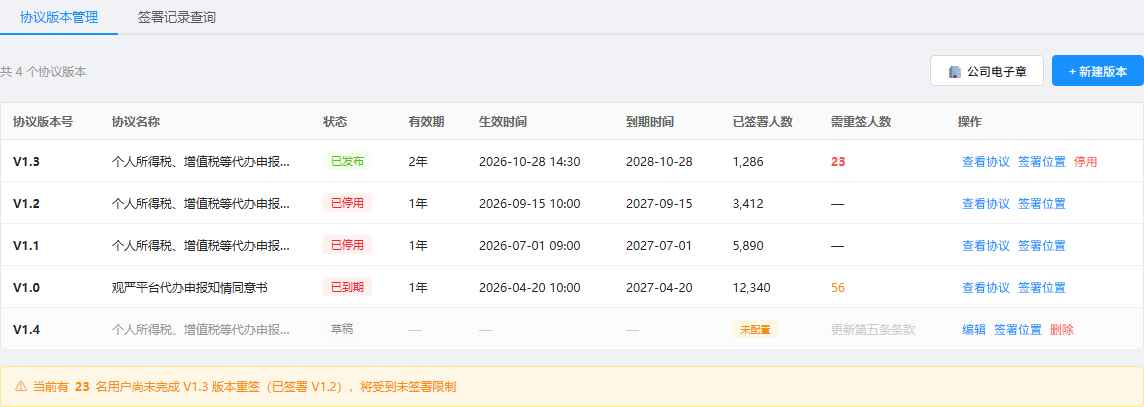 协议版本管理 签署记录查询
共 4 个协议版本 公司电子章 + 新建版本
协议版本号 协议名称 状态 有效期 生效时间 到期时间 已签署人数 需重签人数 操作
V1.3 个人所得税、增值税等代办申报... 已发布 2年 2026-10-28 14:30 2028-10-28 1,286 23 查看协议 签署位置 停用
V1.2 个人所得税、增值税等代办申报... 已停用 1年 2026-09-15 10:00 2027-09-15 3,412 — 查看协议 签署位置
V1.1 个人所得税、增值税等代办申报... 已停用 1年 2026-07-01 09:00 2027-07-01 5,890 — 查看协议 签署位置
V1.0 观严平台代办申报知情同意书 已到期 1年 2026-04-20 10:00 2027-04-20 12,340 56 查看协议 签署位置
V1.4 个人所得税、增值税等代办申报... 草稿 — — — 未配置 更新第五条条款 编辑 签署位置 删除
⚠ 当前有 23 名用户尚未完成 V1.3 版本重签（已签署 V1.2），将受到未签署限制